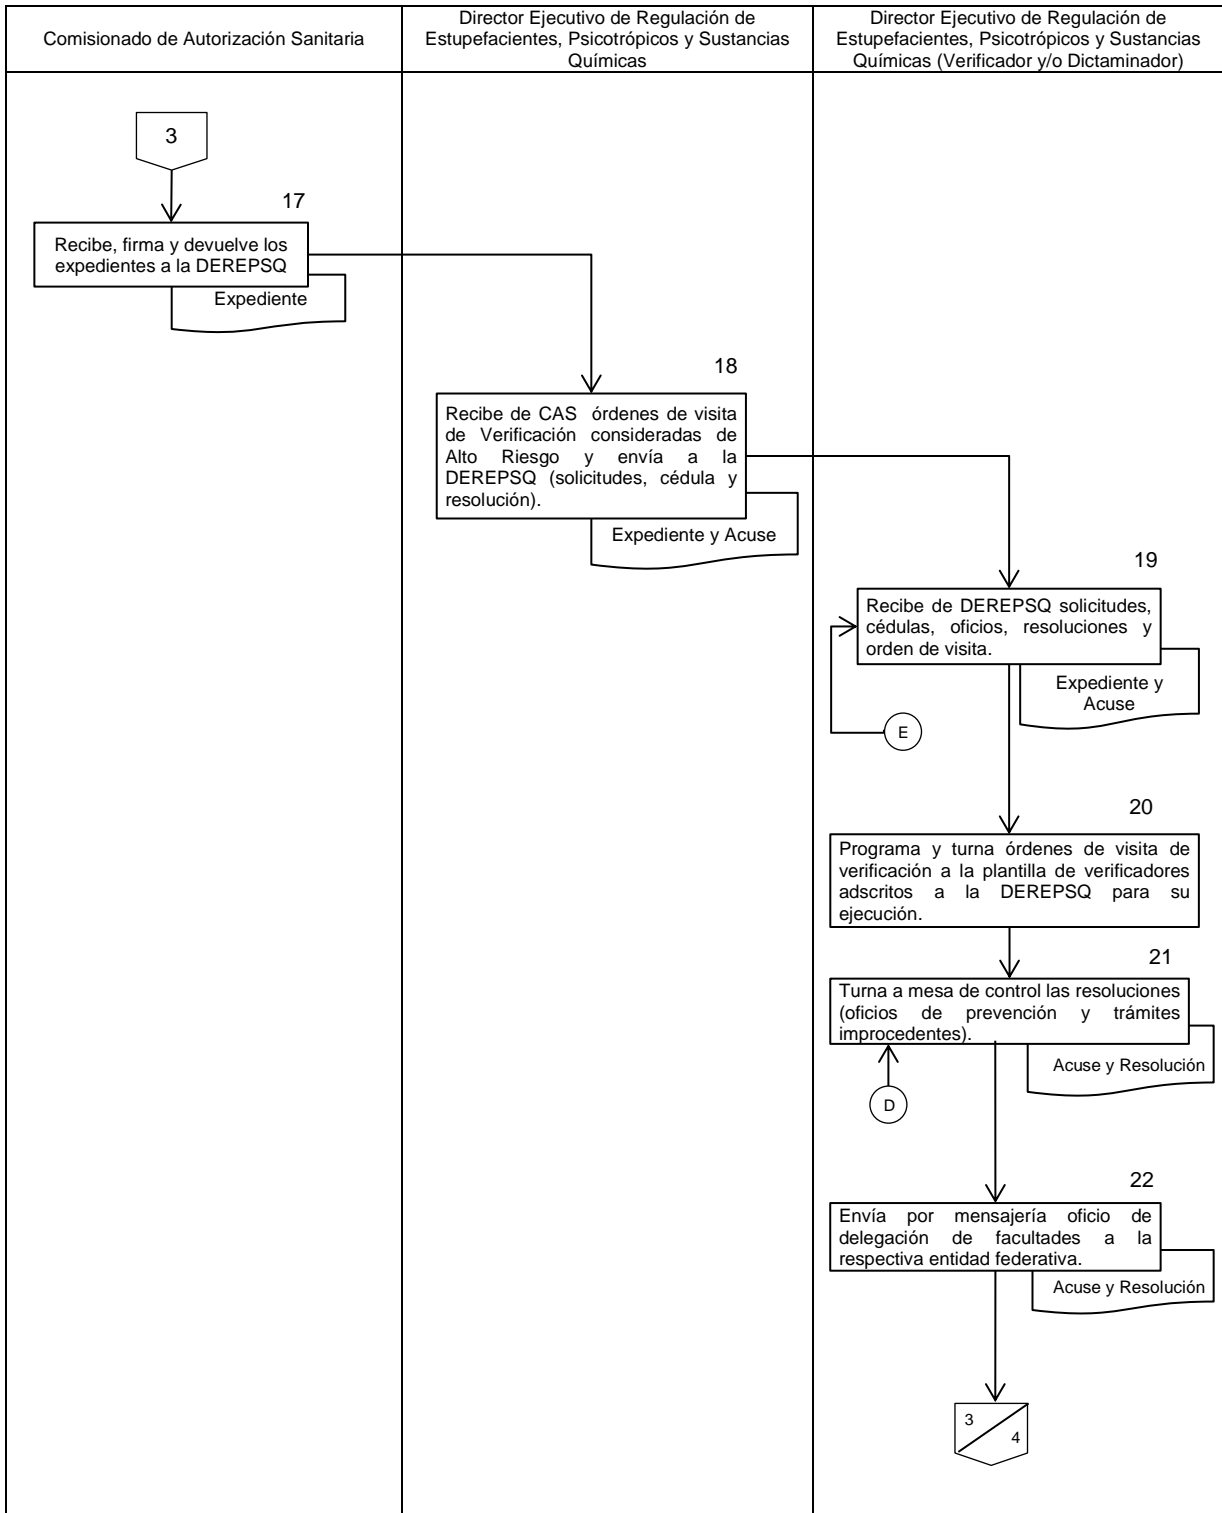 Comisionado de Autorización Sanitaria
Director Ejecutivo de Regulación de
Estupefacientes, Psicotrópicos y Sustancias
Químicas
Director Ejecutivo de Regulación de
Estupefacientes, Psicotrópicos y Sustancias
Químicas (Verificador y/o Dictaminador)
3
17
Recibe, firma y devuelve los
expedientes a la DEREPSQ
Expediente
18
Recibe de CAS órdenes de visita
de Verificación consideradas de
Alto Riesgo y envía a la
DEREPSQ (solicitudes, cédula y
resolución).
Expediente y Acuse
19
Recibe de DEREPSQ solicitudes,
cédulas, oficios, resoluciones y
orden de visita.
Expediente y
Acuse
E
20
Programa y turna órdenes de visita de
verificación a la plantilla de verificadores
adscritos a la DEREPSQ para su
ejecución.
21
Turna a mesa de control las resoluciones
(oficios de prevención y trámites
improcedentes).
Acuse y Resolución
D
22
Envía por mensajería oficio de
delegación de facultades a la
respectiva entidad federativa.
Acuse y Resolución
3
4